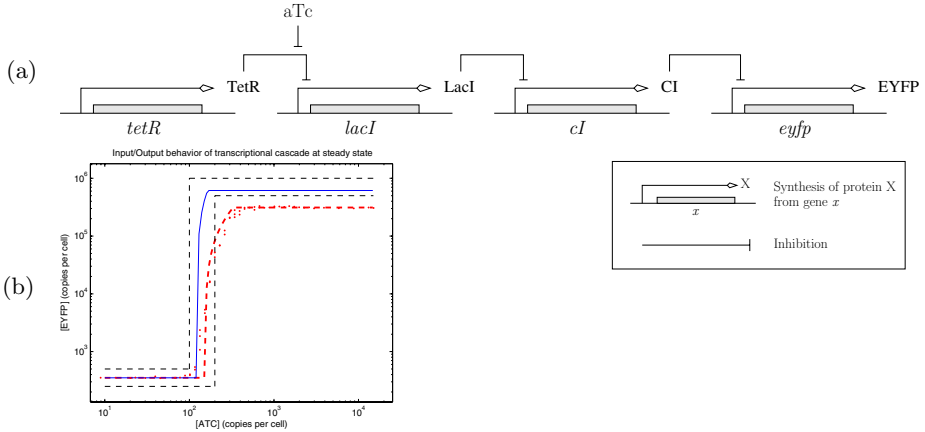 aTc
(a)
TetR
LacI
CI
EYFP
tetR
lacI
cI
eyfp
Input/Output behavior of transcriptional cascade at steady state
(b)
[EYFP] (copies per cell)
10^6
10^5
10^4
10^3
10^1
10^2
10^3
10^4
[ATC] (copies per cell)
X
x
Synthesis of protein X
from gene x
Inhibition